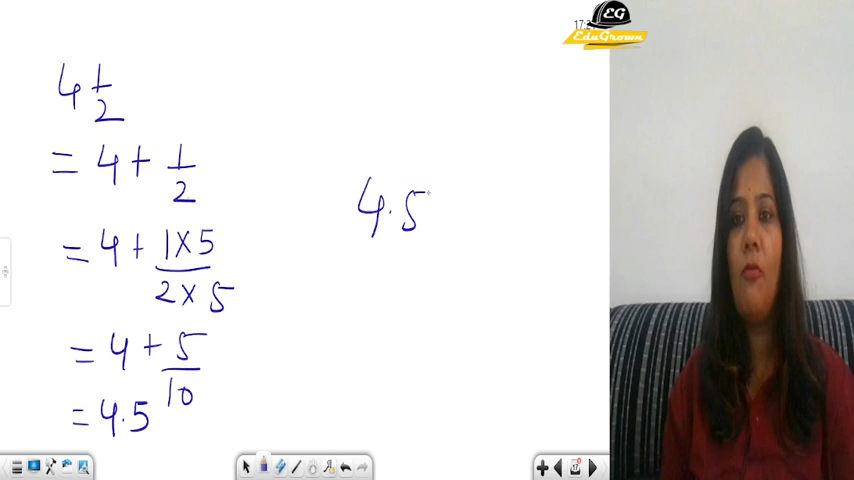 EG
EduGrown
4 1/2
= 4 + 1/2
4.5
= 4 + 1×5/2×5
= 4 + 5/10
= 4.5